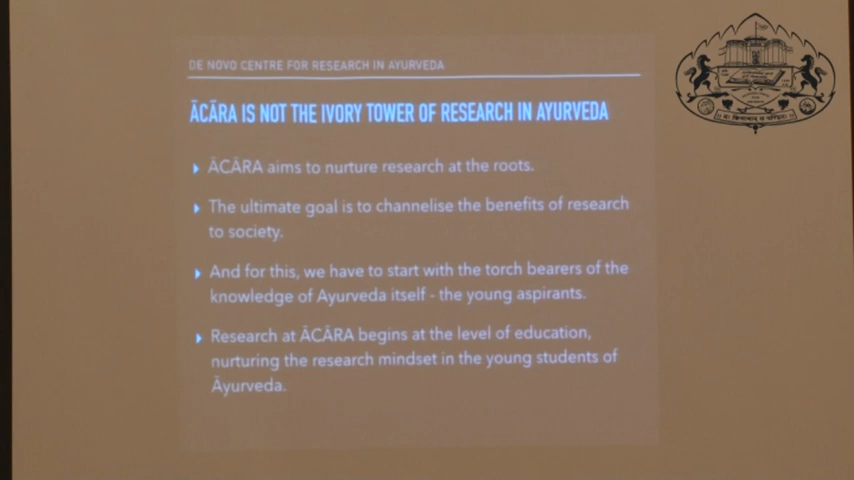 DE NOVO CENTRE FOR RESEARCH IN AYURVEDA
ĀCĀRA IS NOT THE IVORY TOWER OF RESEARCH IN AYURVEDA
ĀCĀRA aims to nurture research at the roots.
The ultimate goal is to channelise the benefits of research
to society.
And for this, we have to start with the torch bearers of the
knowledge of Ayurveda itself - the young aspirants.
Research at ĀCĀRA begins at the level of education,
nurturing the research mindset in the young students of
Āyurveda.